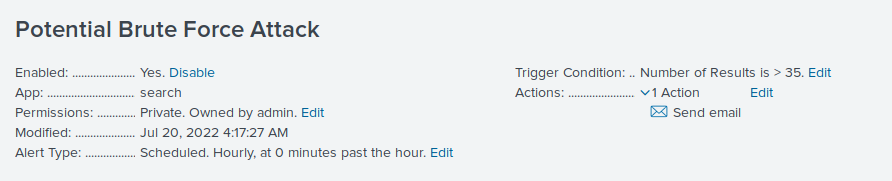 Potential Brute Force Attack
Enabled: ..................... Yes. Disable
App: ............................. search
Permissions: ............. Private. Owned by admin. Edit
Modified: .................... Jul 20, 2022 4:17:27 AM
Alert Type: ................. Scheduled. Hourly, at 0 minutes past the hour. Edit
Trigger Condition: .. Number of Results is > 35. Edit
Actions: ...................... 1 Action Edit
Send email